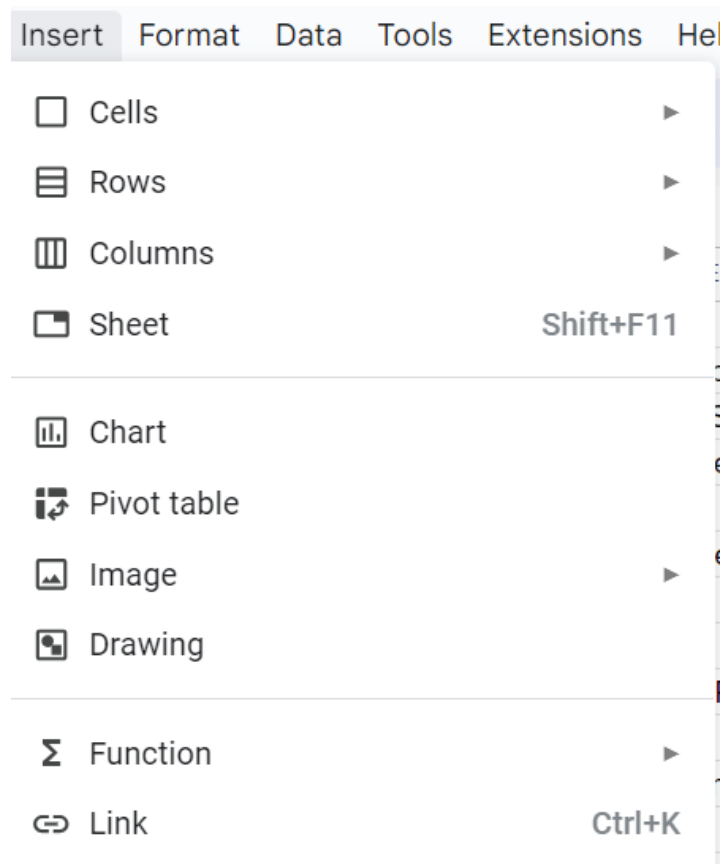 Insert Format Data Tools Extensions
Cells
Rows
Columns
Sheet Shift+F11
Chart
Pivot table
Image
Drawing
Σ Function
Link Ctrl+K